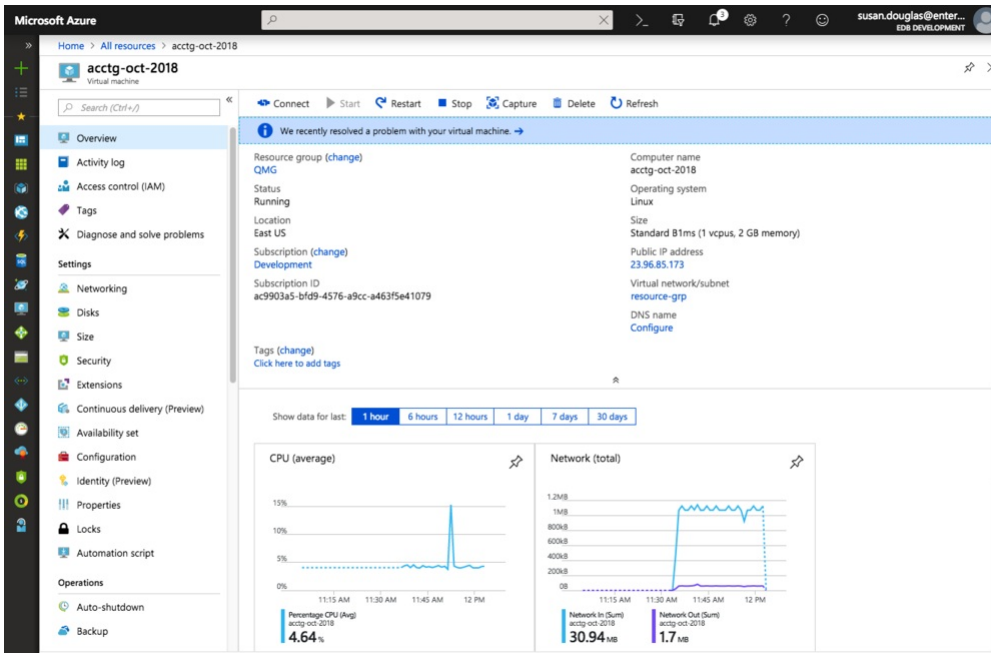 Microsoft Azure
susan.douglas@enter...
EDB DEVELOPMENT
3
Home > All resources > acctg-oct-2018
acctg-oct-2018
Virtual machine
Search (Ctrl+/)
Overview
Activity log
Access control (IAM)
Tags
Diagnose and solve problems
Settings
Networking
Disks
Size
Security
Extensions
Continuous delivery (Preview)
Availability set
Configuration
Identity (Preview)
Properties
Locks
Automation script
Operations
Auto-shutdown
Backup
Connect Start Restart Stop Capture Delete Refresh
We recently resolved a problem with your virtual machine. →
Resource group (change)
QMG
Status
Running
Location
East US
Subscription (change)
Development
Subscription ID
ac9903a5-bfd9-4576-a9cc-a463f5e41079
Computer name
acctg-oct-2018
Operating system
Linux
Size
Standard B1ms (1 vcpus, 2 GB memory)
Public IP address
23.96.85.173
Virtual network/subnet
resource-grp
DNS name
Configure
Tags (change)
Click here to add tags
Show data for last: 1 hour 6 hours 12 hours 1 day 7 days 30 days
CPU (average)
15%
10%
5%
0%
11:15 AM 11:30 AM 11:45 AM 12 PM
Percentage CPU (Avg)
acctg-oct-2018
4.64 %
Network (total)
1.2MB
1MB
800kB
600kB
400kB
200kB
0B
11:15 AM 11:30 AM 11:45 AM 12 PM
Network In (Sum)
acctg-oct-2018
30.94 MB
Network Out (Sum)
acctg-oct-2018
1.7 MB